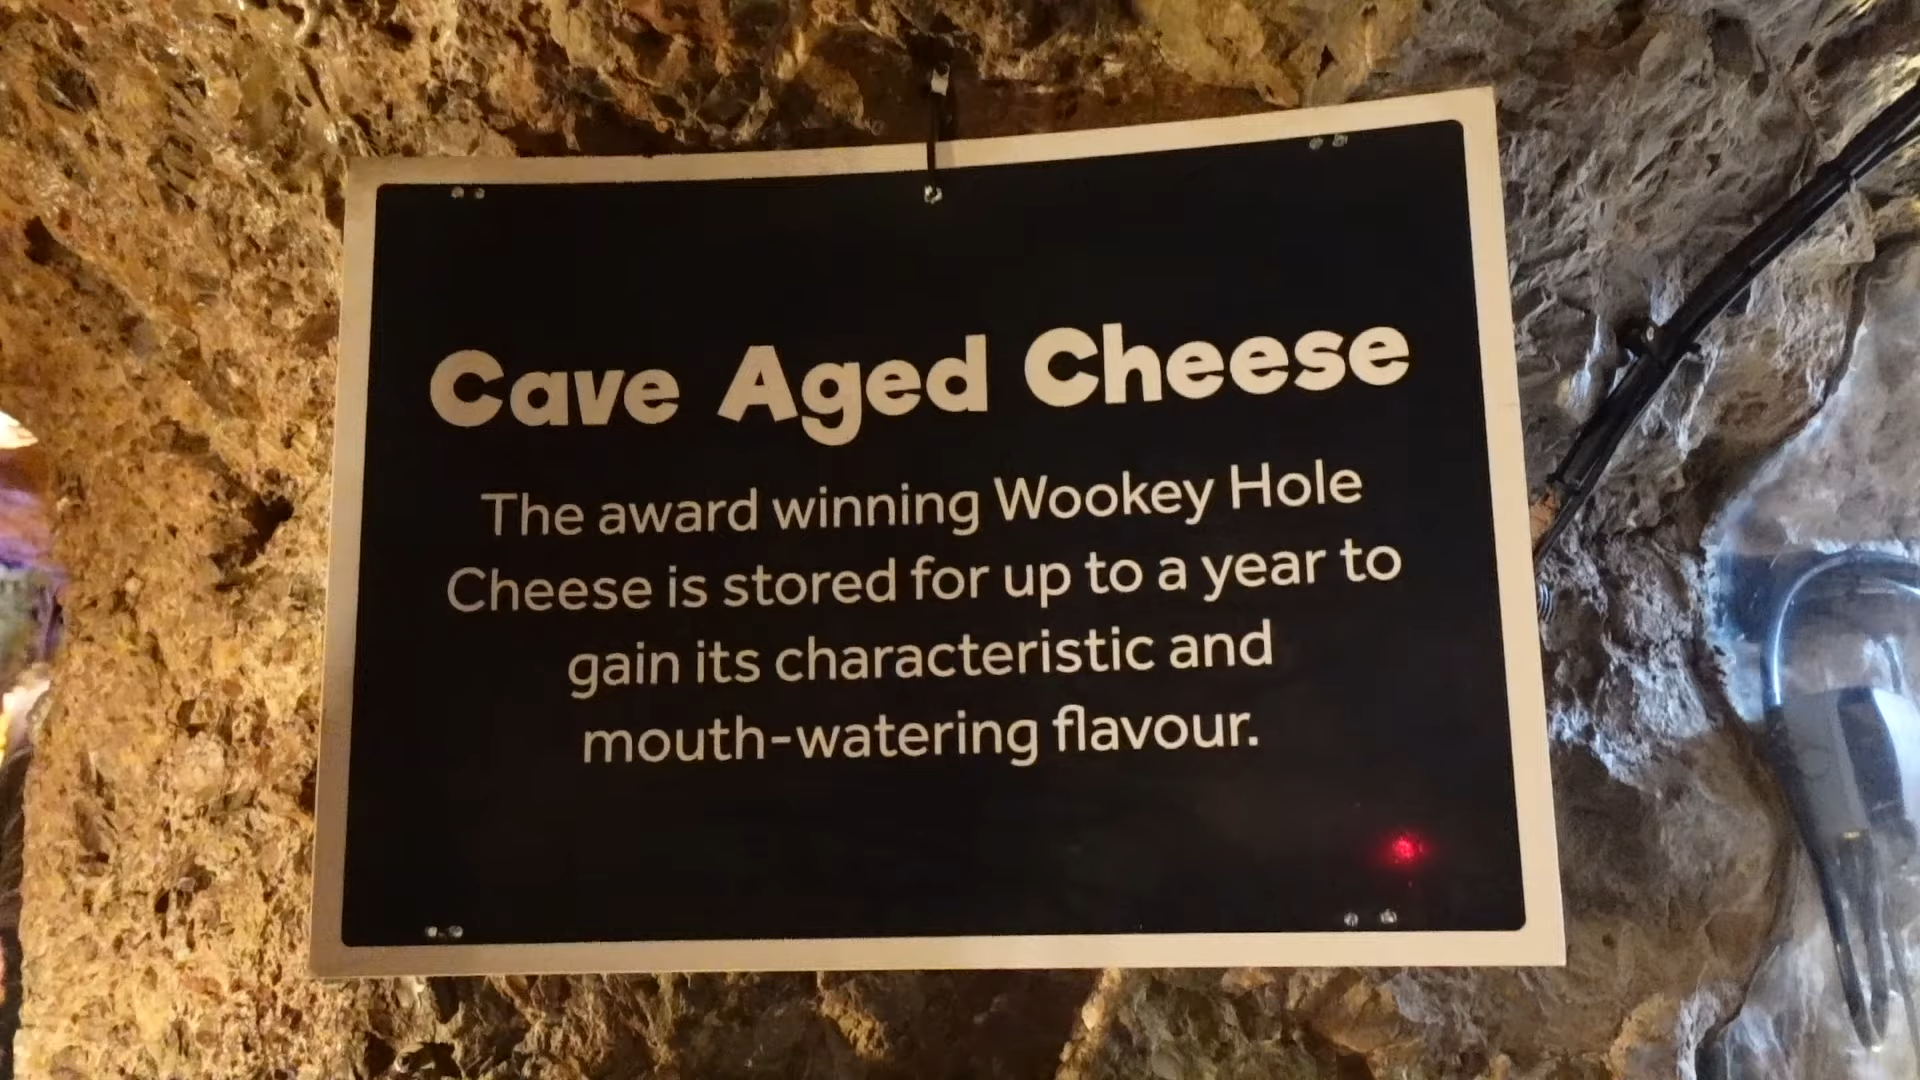 Cave Aged Cheese
The award winning Wookey Hole
Cheese is stored for up to a year to
gain its characteristic and
mouth-watering flavour.